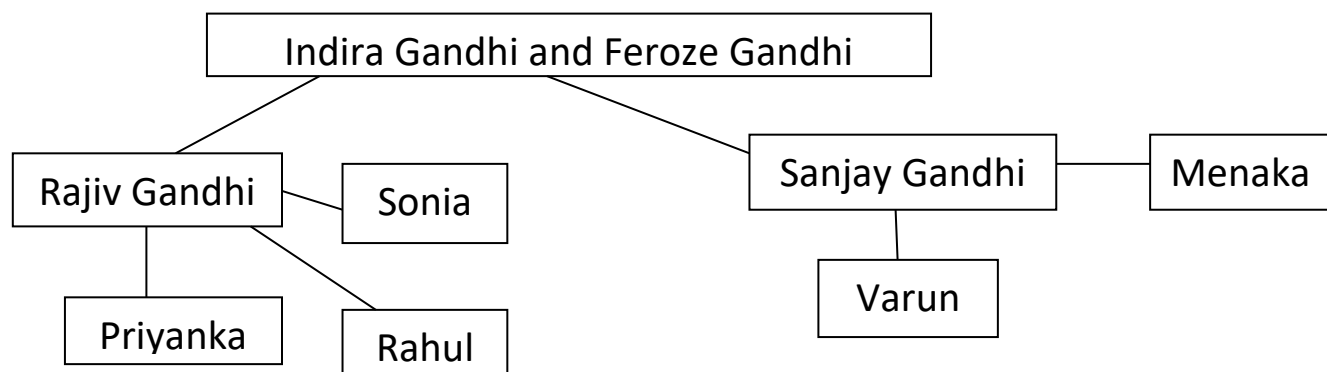 Indira Gandhi and Feroze Gandhi
Rajiv Gandhi
Sonia
Sanjay Gandhi
Menaka
Priyanka
Rahul
Varun